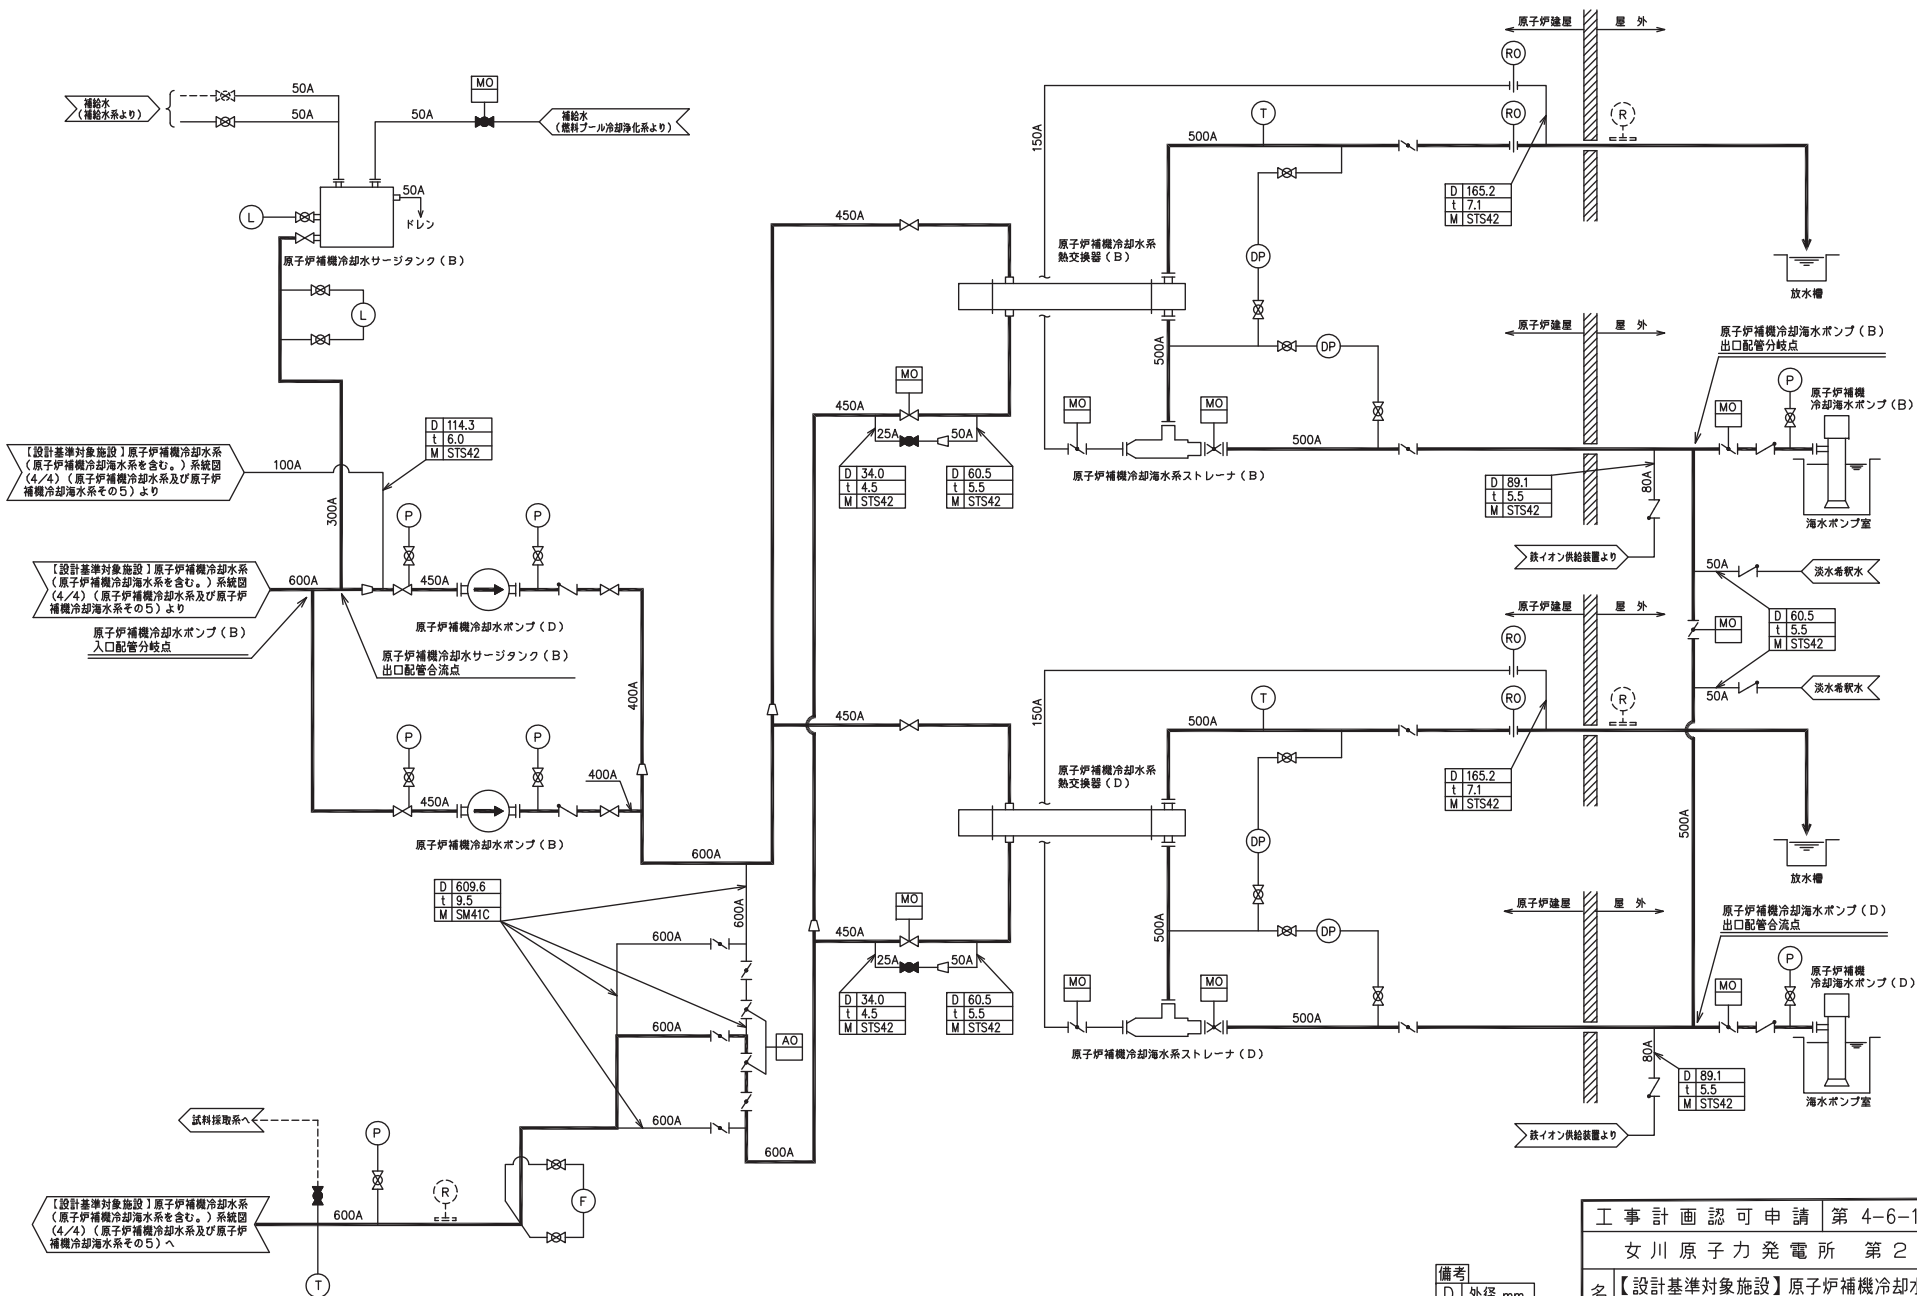 原子炉建屋
屋 外
RO
MO
50A
補給水
(補給水系より)
50A
50A
補給水
(燃料プール冷却浄化系より)
RO
R
T
500A
150A
50A
ドレン
L
D 165.2
t 7.1
M STS42
450A
原子炉補機冷却水サージタンク(B)
原子炉補機冷却水系
熱交換器(B)
DP
放水槽
L
原子炉建屋
屋 外
原子炉補機冷却海水ポンプ(B)
出口配管分岐点
500A
DP
MO
P
原子炉補機
冷却海水ポンプ(B)
450A
MO
MO
MO
D 114.3
t 6.0
M STS42
25A
50A
500A
【設計基準対象施設】原子炉補機冷却水系
(原子炉補機冷却海水系を含む。)系統図
(4/4)(原子炉補機冷却水系及び原子炉
補機冷却海水系その5)より
100A
D 34.0
t 4.5
M STS42
D 60.5
t 5.5
M STS42
原子炉補機冷却海水系ストレーナ(B)
D 89.1
t 5.5
M STS42
80A
海水ポンプ室
300A
P
P
鉄イオン供給装置より
50A
淡水希釈水
【設計基準対象施設】原子炉補機冷却水系
(原子炉補機冷却海水系を含む。)系統図
(4/4)(原子炉補機冷却水系及び原子炉
補機冷却海水系その5)より
600A
450A
原子炉建屋
屋 外
D 60.5
t 5.5
M STS42
MO
原子炉補機冷却水ポンプ(B)
入口配管分岐点
原子炉補機冷却水ポンプ(D)
RO
原子炉補機冷却水サージタンク(B)
出口配管合流点
400A
50A
淡水希釈水
150A
T
RO
R
450A
500A
P
P
400A
450A
原子炉補機冷却水系
熱交換器(D)
D 165.2
t 7.1
M STS42
500A
原子炉補機冷却水ポンプ(B)
600A
DP
放水槽
D 609.6
t 9.5
M SM41C
600A
MO
原子炉建屋
屋 外
原子炉補機冷却海水ポンプ(D)
出口配管合流点
600A
450A
500A
DP
25A
50A
P
原子炉補機
冷却海水ポンプ(D)
MO
MO
MO
D 34.0
t 4.5
M STS42
D 60.5
t 5.5
M STS42
500A
600A
AO
原子炉補機冷却海水系ストレーナ(D)
80A
D 89.1
t 5.5
M STS42
海水ポンプ室
試料採取系へ
P
600A
600A
鉄イオン供給装置より
R
F
【設計基準対象施設】原子炉補機冷却水系
(原子炉補機冷却海水系を含む。)系統図
(4/4)(原子炉補機冷却水系及び原子炉
補機冷却海水系その5)へ
600A
T
工事計画認可申請 第 4-6-1
女川原子力発電所 第2
備考
D 外径 mm
名 【設計基準対象施設】原子炉補機冷却水